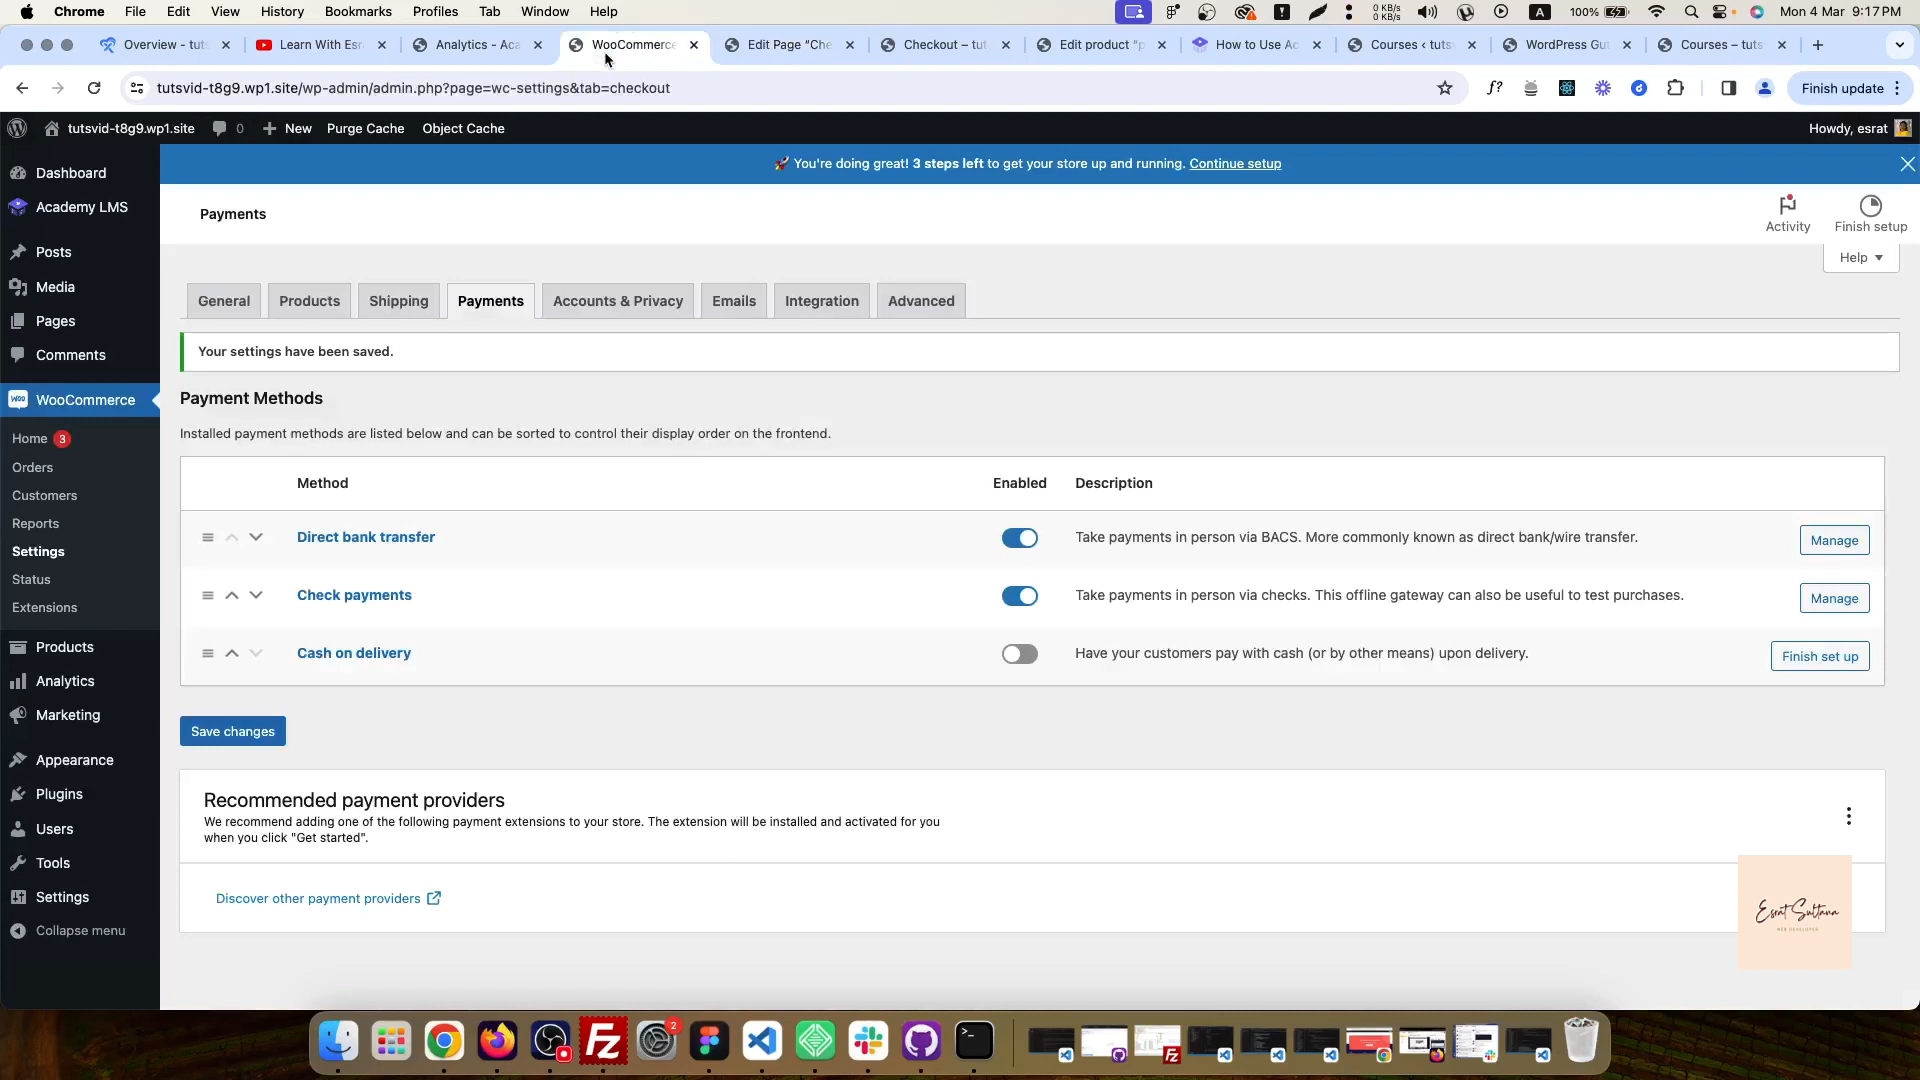 Chrome File Edit View History Bookmarks Profiles Tab Window Help
0 KB/s
0 KB/s
A
100%
Mon 4 Mar 9:17 PM
Overview - tut
Learn With Esr
Analytics - Aca
WooCommerce
Edit Page "Che
Checkout – tut
Edit product "p
How to Use Ac
Courses ‹ tuts
WordPress Gu
Courses – tuts
tutsvid-t8g9.wp1.site/wp-admin/admin.php?page=wc-settings&tab=checkout
f?
Finish update
tutsvid-t8g9.wp1.site
0
New
Purge Cache
Object Cache
Howdy, esrat
You're doing great! 3 steps left to get your store up and running. Continue setup
Dashboard
Academy LMS
Posts
Media
Pages
Comments
WooCommerce
Home 3
Orders
Customers
Reports
Settings
Status
Extensions
Products
Analytics
Marketing
Appearance
Plugins
Users
Tools
Settings
Collapse menu
Payments
Activity
Finish setup
Help
General
Products
Shipping
Payments
Accounts & Privacy
Emails
Integration
Advanced
Your settings have been saved.
Payment Methods
Installed payment methods are listed below and can be sorted to control their display order on the frontend.
Method
Enabled
Description
Direct bank transfer
Take payments in person via BACS. More commonly known as direct bank/wire transfer.
Manage
Check payments
Take payments in person via checks. This offline gateway can also be useful to test purchases.
Manage
Cash on delivery
Have your customers pay with cash (or by other means) upon delivery.
Finish set up
Save changes
Recommended payment providers
We recommend adding one of the following payment extensions to your store. The extension will be installed and activated for you
when you click "Get started".
Discover other payment providers
Esrat Sultana
WEB DEVELOPER
Fz
2